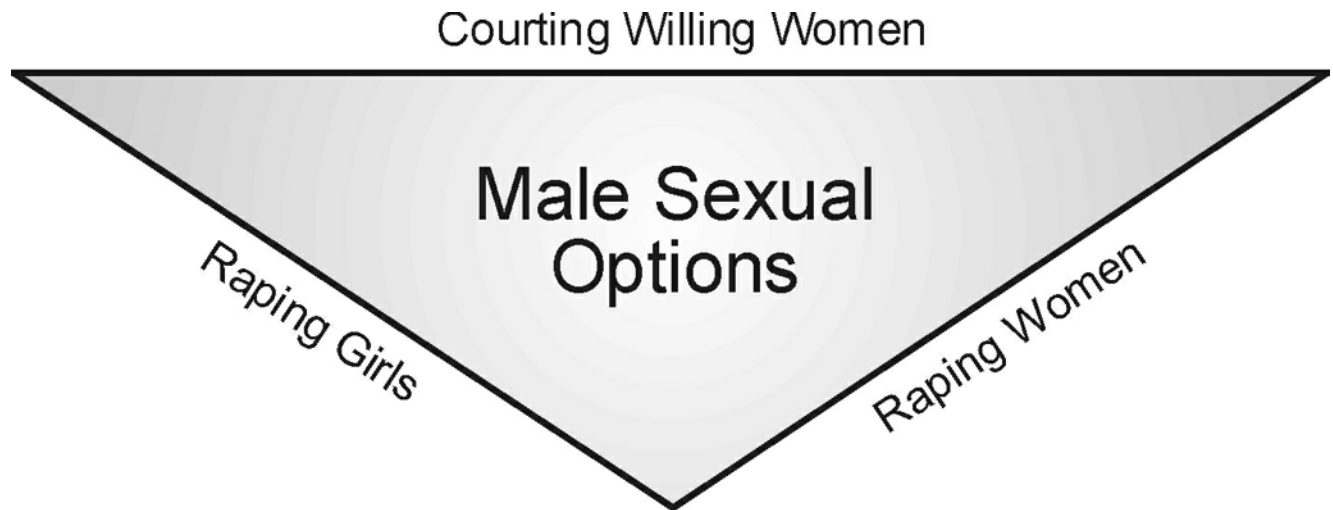 Courting Willing Women
Male Sexual
Options
Raping Girls
Raping Women